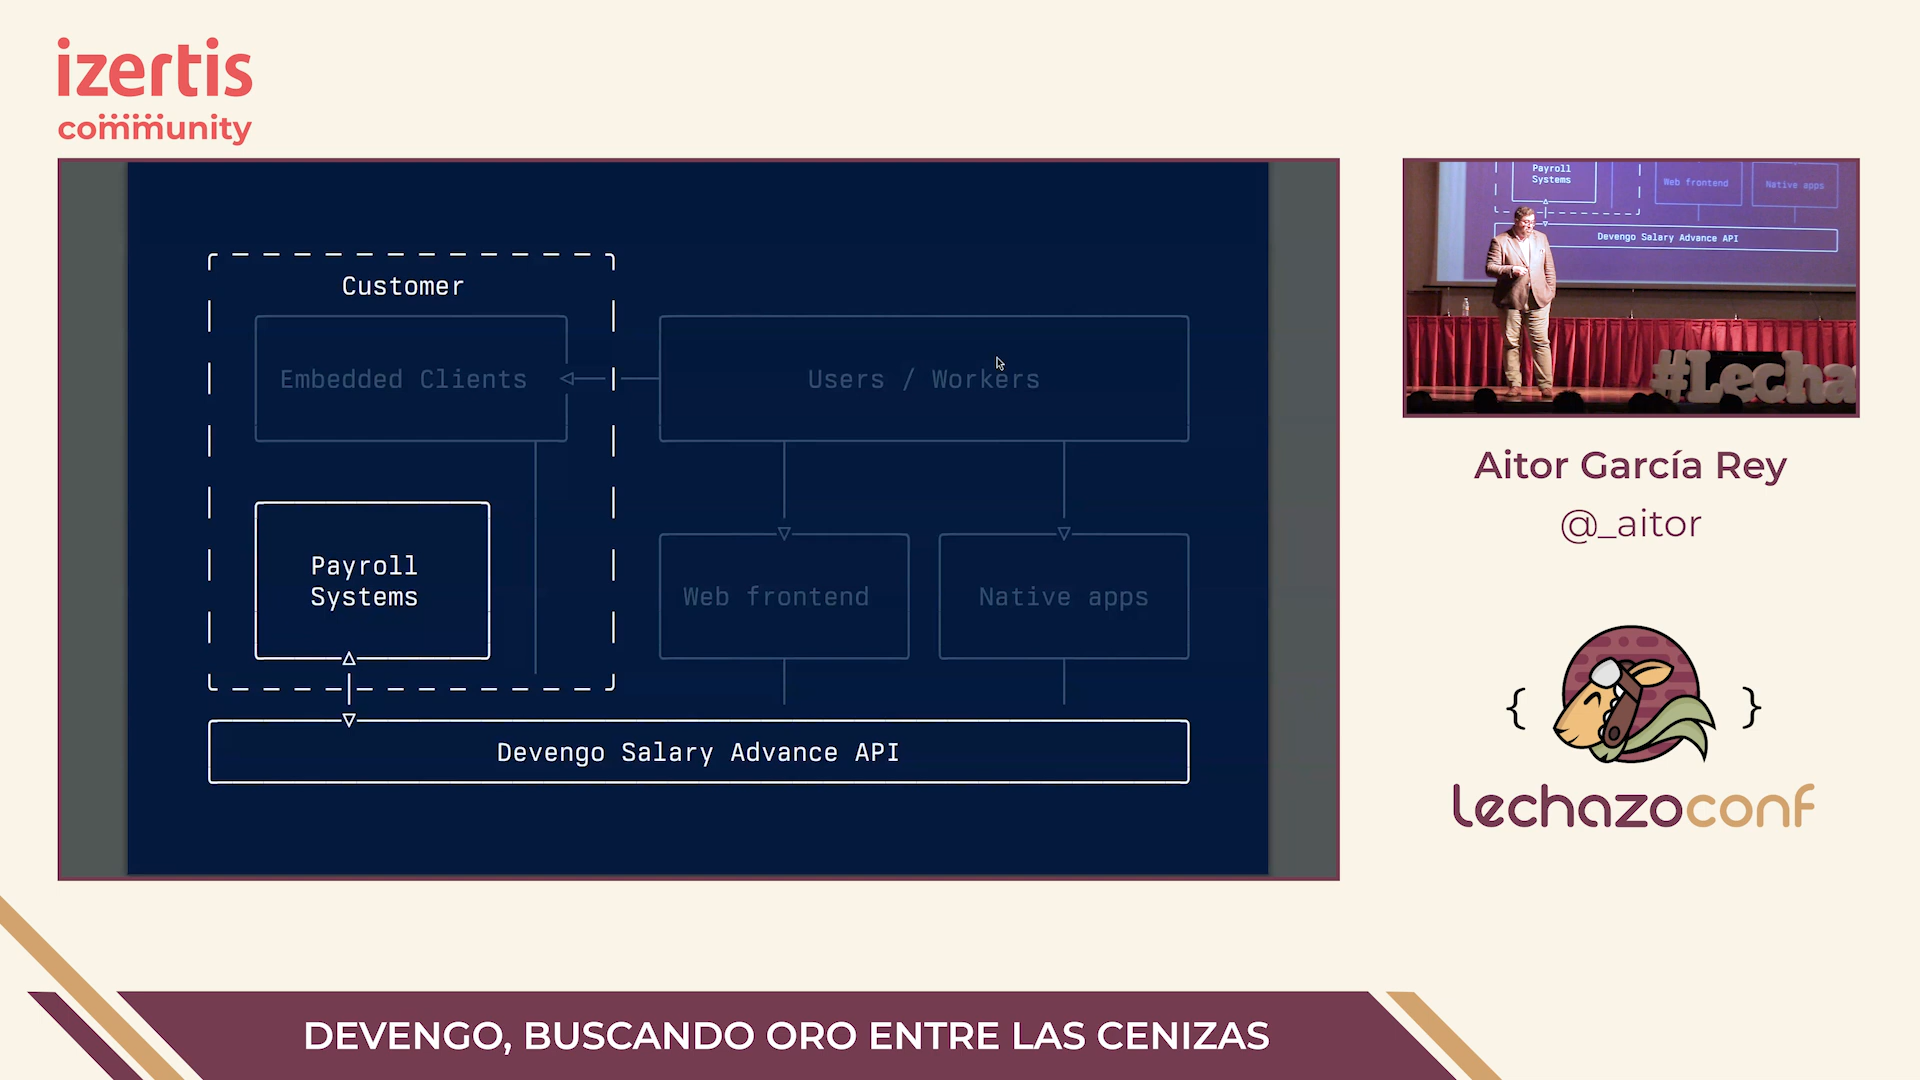 izertis
community
Customer
Embedded Clients
Users / Workers
Payroll
Systems
Web frontend
Native apps
Devengo Salary Advance API
Payroll
Systems
Web frontend
Native apps
Devengo Salary Advance API
#Lecha
Aitor García Rey
@_aitor
{ }
lechazoconf
DEVENGO, BUSCANDO ORO ENTRE LAS CENIZAS